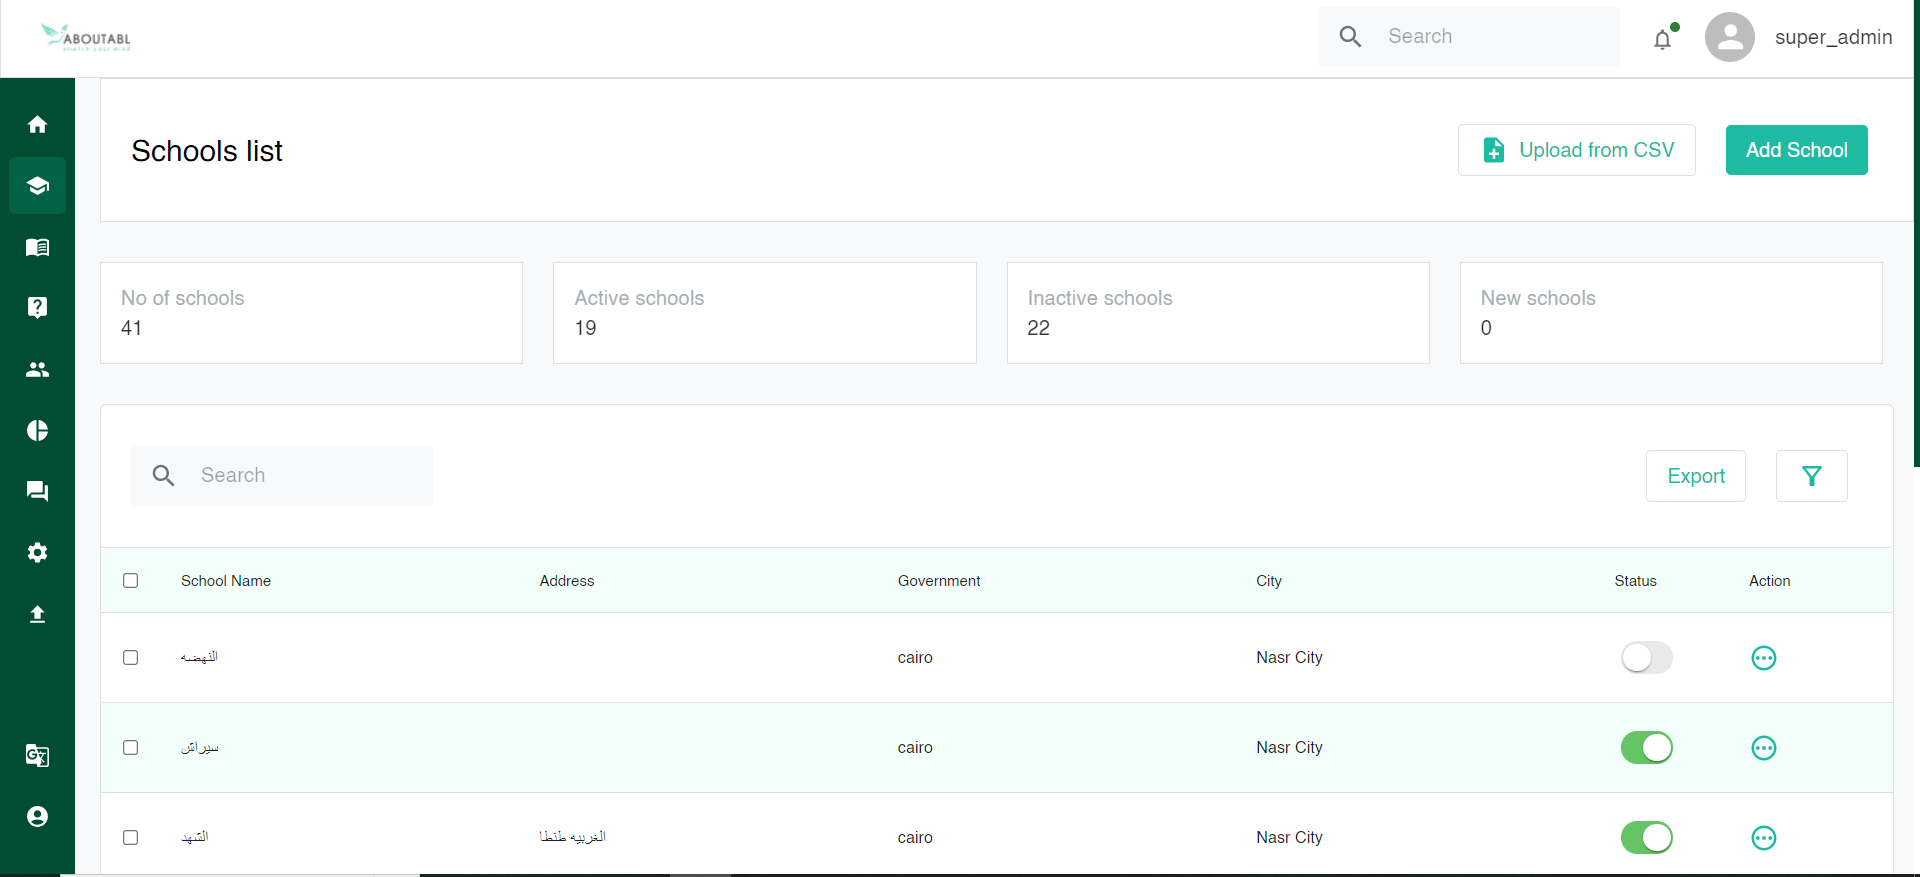 ABOUTABL
stretch your mind
Search
super_admin
Schools list
Upload from CSV
Add School
No of schools
41
Active schools
19
Inactive schools
22
New schools
0
Search
Export
School Name Address Government City Status Action
النهضه cairo Nasr City
سيراش cairo Nasr City
الشهد الغربيه طنطا cairo Nasr City